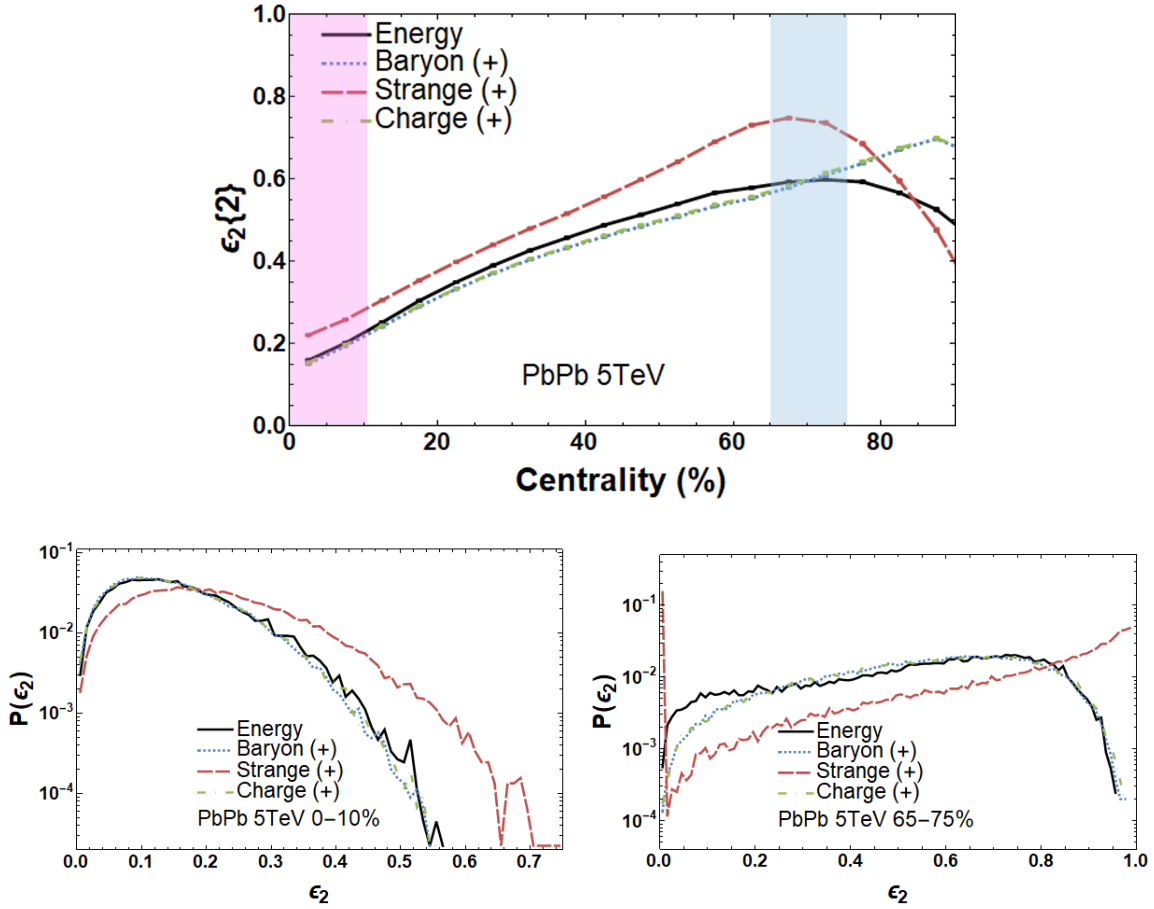 1.0
0.8
0.6
0.4
0.2
0.0
ϵ₂{2}
Energy
Baryon (+)
Strange (+)
Charge (+)
PbPb 5TeV
0 20 40 60 80
Centrality (%)
10⁻¹
10⁻²
10⁻³
10⁻⁴
P(ϵ₂)
Energy
Baryon (+)
Strange (+)
Charge (+)
PbPb 5TeV 0–10%
0.0 0.1 0.2 0.3 0.4 0.5 0.6 0.7
ϵ₂
10⁻¹
10⁻²
10⁻³
10⁻⁴
P(ϵ₂)
Energy
Baryon (+)
Strange (+)
Charge (+)
PbPb 5TeV 65–75%
0.0 0.2 0.4 0.6 0.8 1.0
ϵ₂